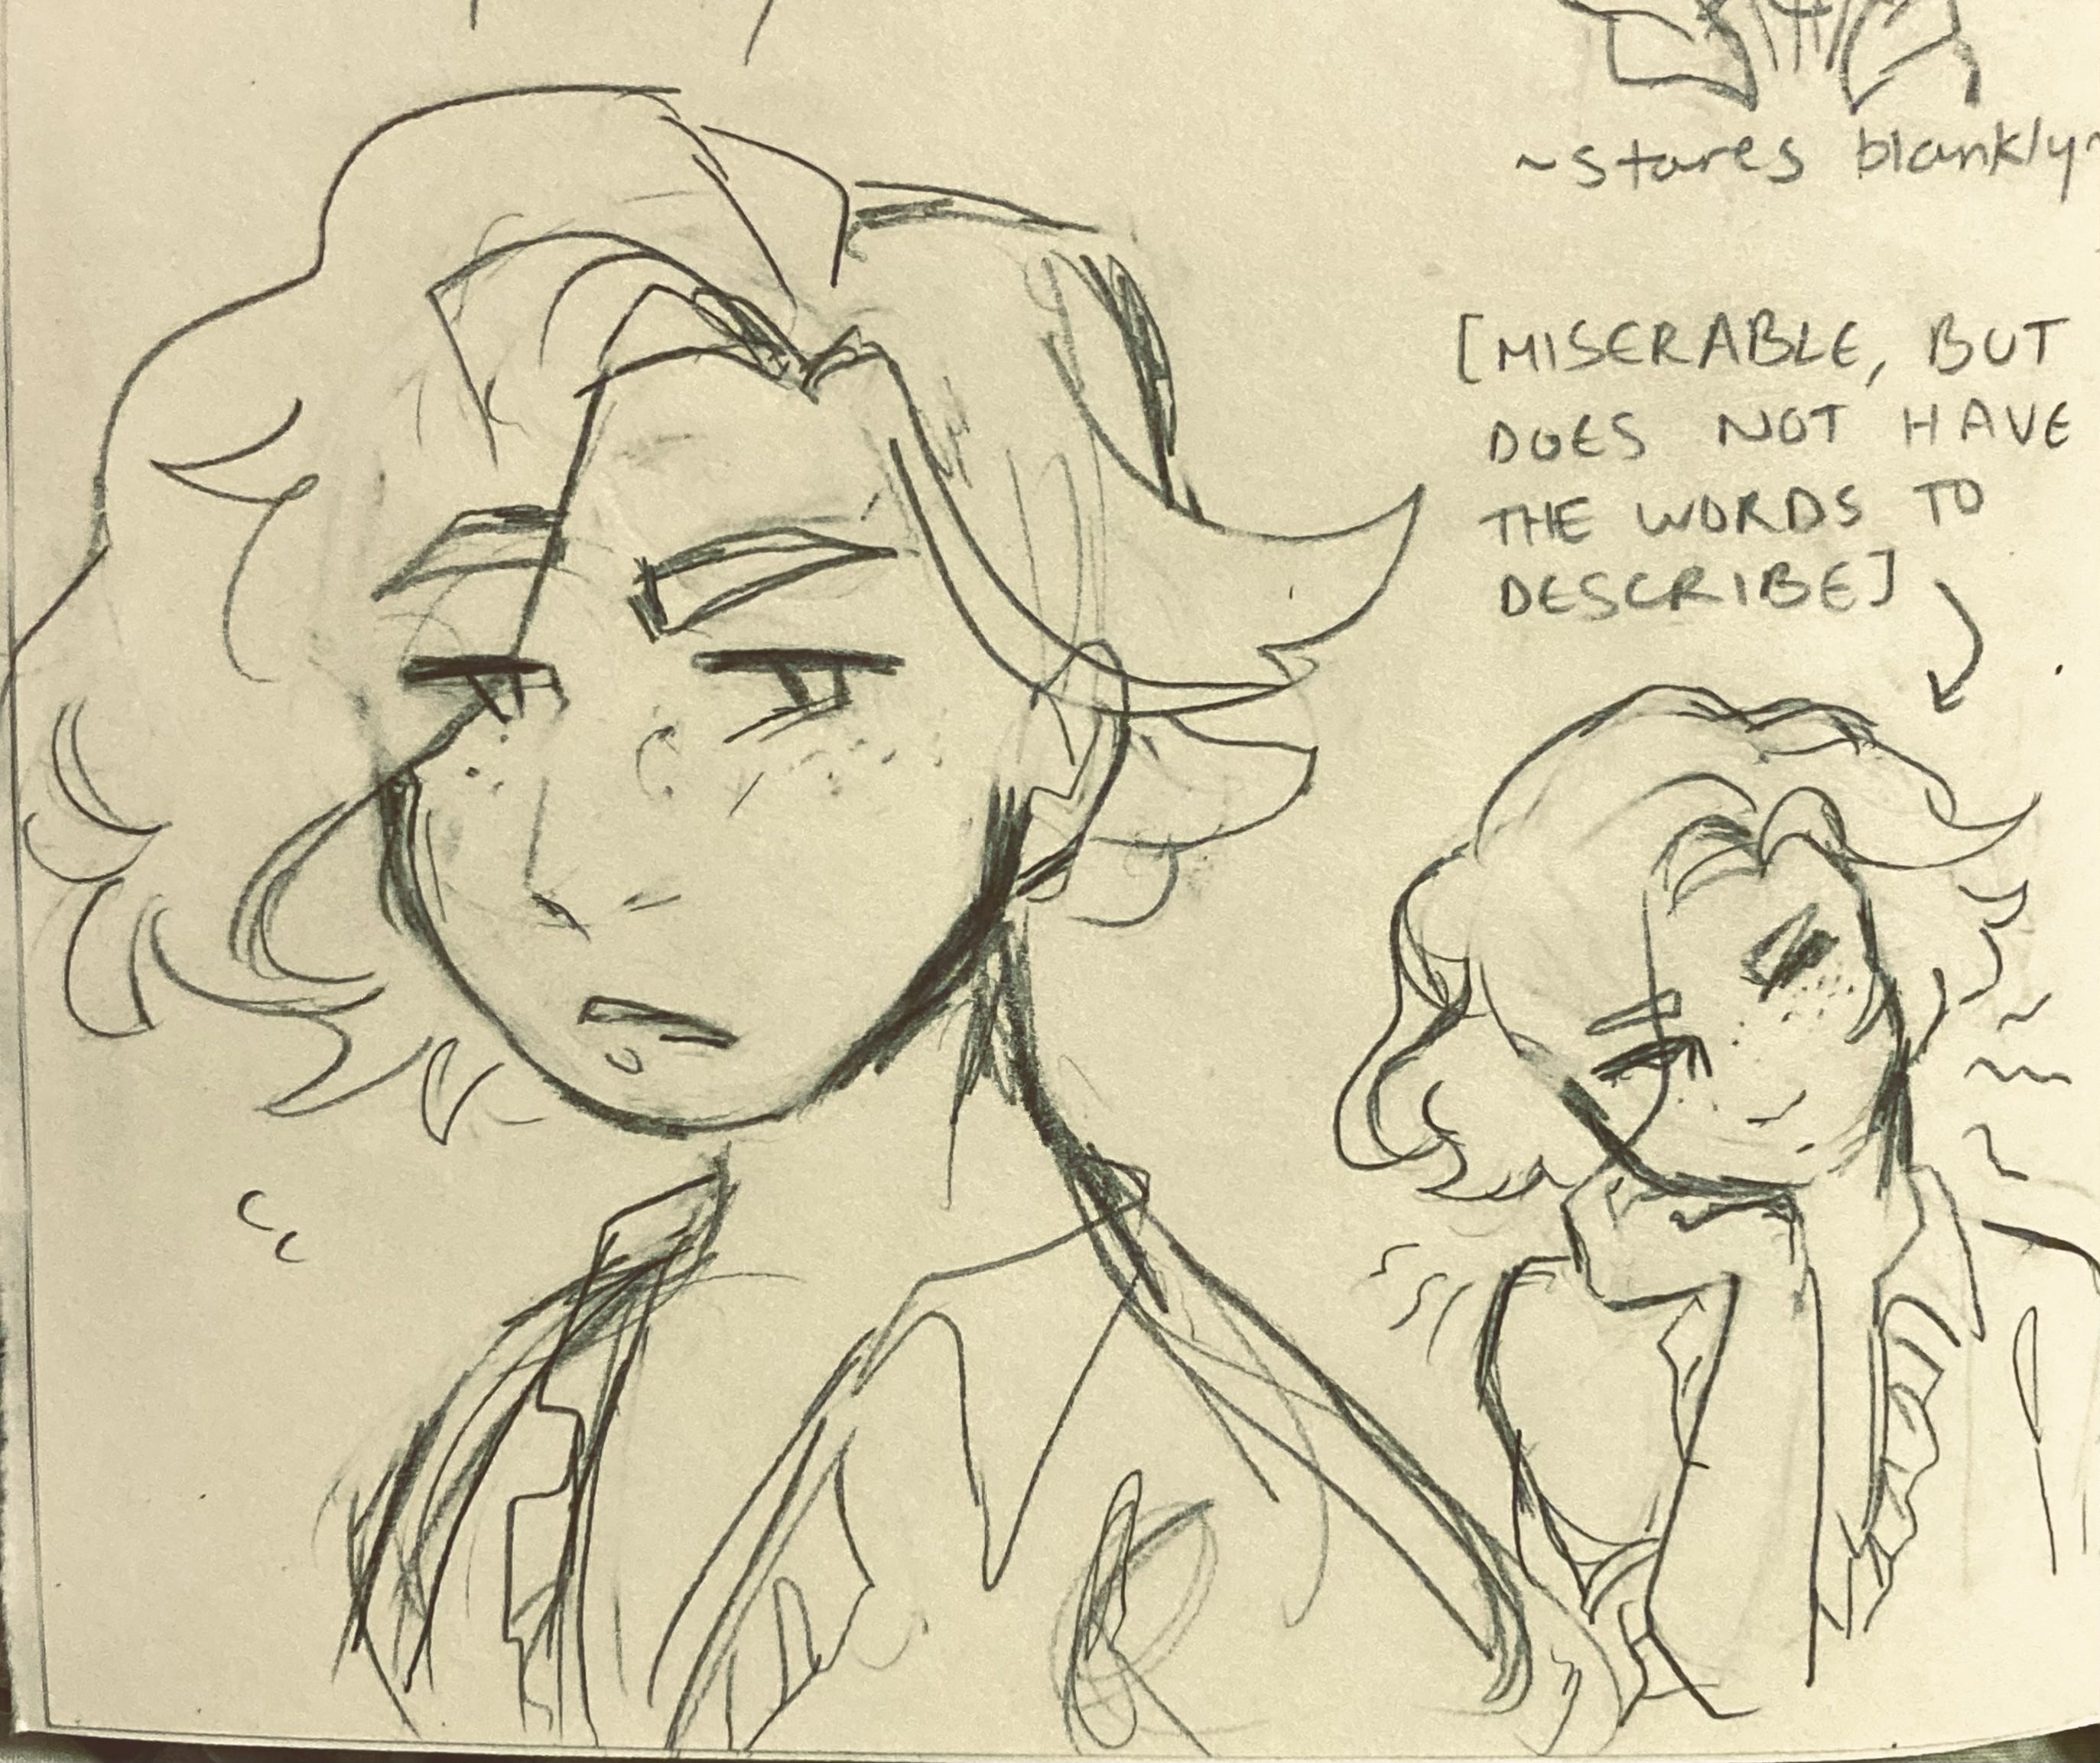 ~stares blankly~
[MISERABLE, BUT
DOES NOT HAVE
THE WORDS TO
DESCRIBE]